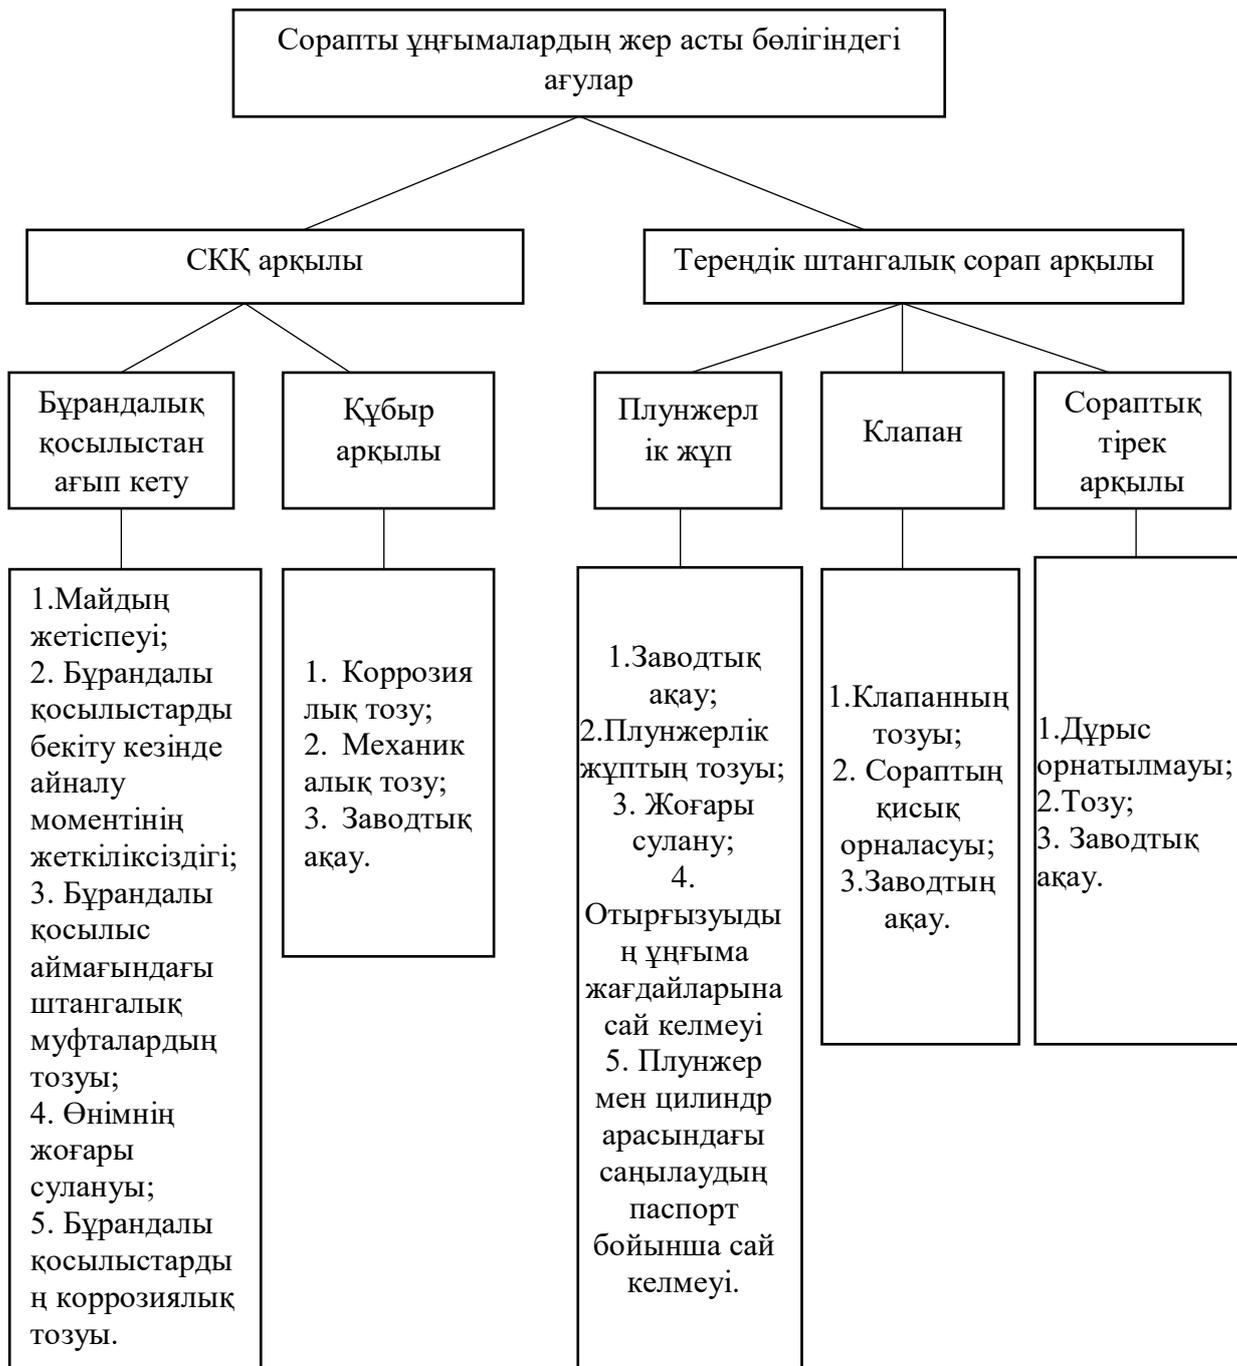 Сорапты ұңғымалардың жер асты бөлігіндегі
ағулар
СКҚ арқылы
Тереңдік штангалық сорап арқылы
Бұрандалық
қосылыстан
ағып кету
Құбыр
арқылы
Плунжерл
ік жұп
Клапан
Сораптық
тірек
арқылы
1.Майдың
жетіспеуі;
2. Бұрандалы
қосылыстарды
бекіту кезінде
айналу
моментінің
жеткіліксіздігі;
3. Бұрандалы
қосылыс
аймағындағы
штангалық
муфталардың
тозуы;
4. Өнімнің
жоғары
сулануы;
5. Бұрандалы
қосылыстарды
ң коррозиялық
тозуы.
1. Коррозия
лық тозу;
2. Механик
алық тозу;
3. Заводтық
ақау.
1.Заводтық
ақау;
2.Плунжерлік
жұптың тозуы;
3. Жоғары
сулану;
4.
Отырғызуыды
ң ұңғыма
жағдайларына
сай келмеуі
5. Плунжер
мен цилиндр
арасындағы
саңылаудың
паспорт
бойынша сай
келмеуі.
1.Клапанның
тозуы;
2. Сораптың
қисық
орналасуы;
3.Заводтың
ақау.
1.Дұрыс
орнатылмауы;
2.Тозу;
3. Заводтық
ақау.